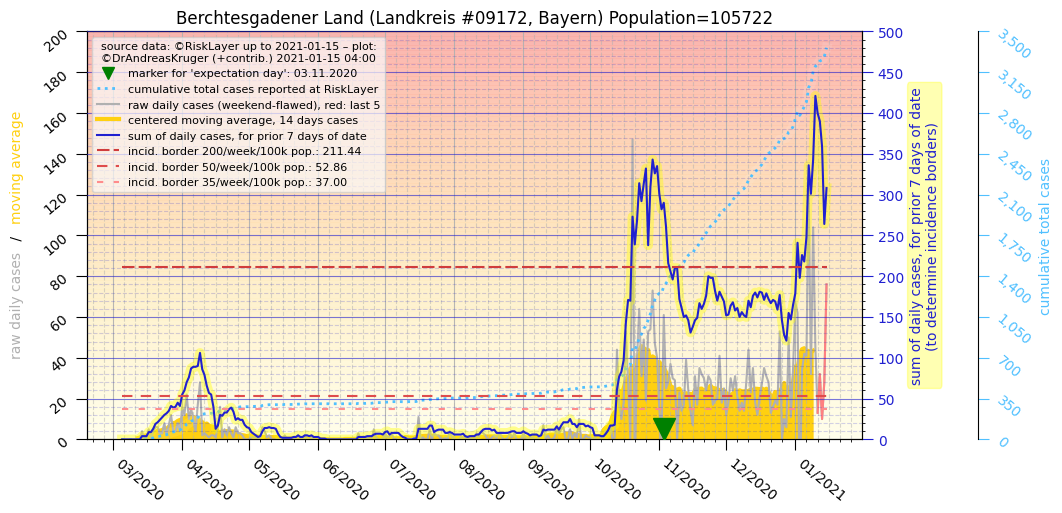 Berchtesgadener Land (Landkreis #09172, Bayern) Population=105722
source data: ©RiskLayer up to 2021-01-15 – plot:
©DrAndreasKruger (+contrib.) 2021-01-15 04:00
marker for 'expectation day': 03.11.2020
cumulative total cases reported at RiskLayer
raw daily cases (weekend-flawed), red: last 5
centered moving average, 14 days cases
sum of daily cases, for prior 7 days of date
incid. border 200/week/100k pop.: 211.44
incid. border 50/week/100k pop.: 52.86
incid. border 35/week/100k pop.: 37.00
raw daily cases / moving average
200
180
160
140
120
100
80
60
40
20
0
03/2020
04/2020
05/2020
06/2020
07/2020
08/2020
09/2020
10/2020
11/2020
12/2020
01/2021
500
450
400
350
300
250
200
150
100
50
0
sum of daily cases, for prior 7 days of date
(to determine incidence borders)
3,500
3,150
2,800
2,450
2,100
1,750
1,400
1,050
700
350
0
cumulative total cases